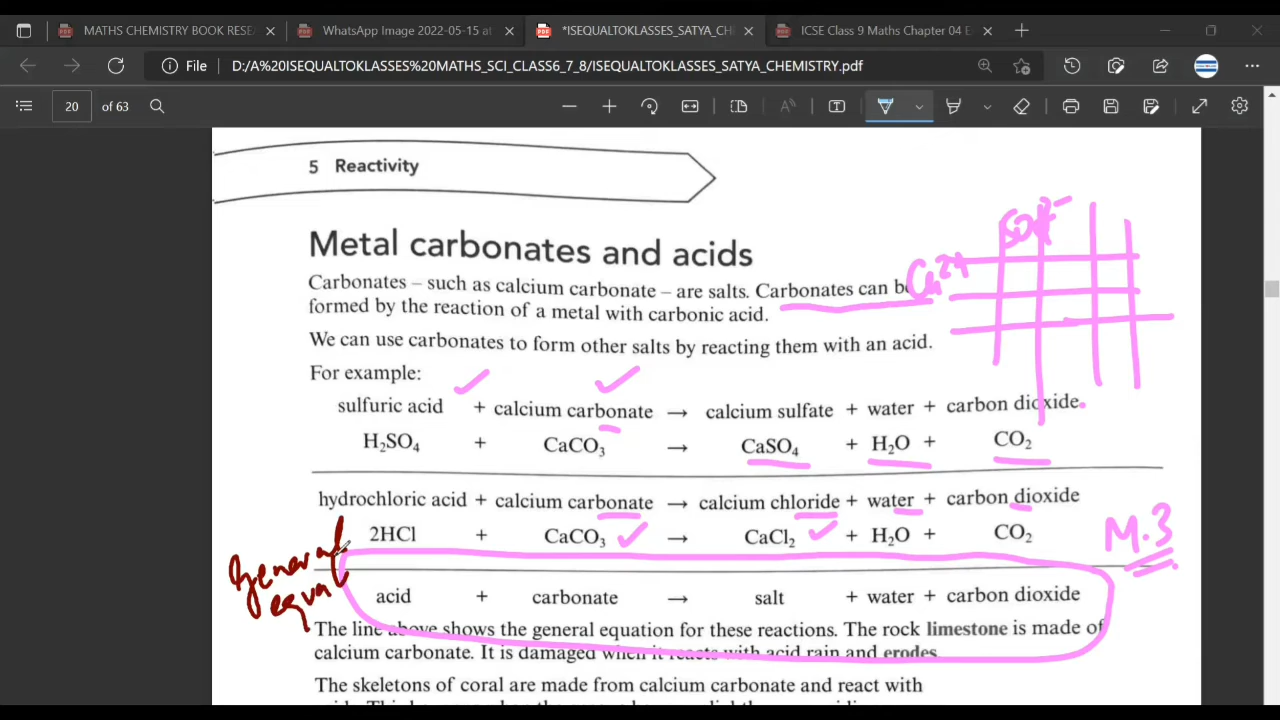 MATHS CHEMISTRY BOOK RESE
WhatsApp Image 2022-05-15 at
*ISEQUALTOKLASSES_SATYA_CH
ICSE Class 9 Maths Chapter 04 E
File
D:/A%20ISEQUALTOKLASSES%20MATHS_SCI_CLASS6_7_8/ISEQUALTOKLASSES_SATYA_CHEMISTRY.pdf
20 of 63
5 Reactivity
Metal carbonates and acids
Carbonates – such as calcium carbonate – are salts. Carbonates can b
formed by the reaction of a metal with carbonic acid.
We can use carbonates to form other salts by reacting them with an acid.
For example:
sulfuric acid + calcium carbonate → calcium sulfate + water + carbon dioxide.
H₂SO₄ + CaCO₃ → CaSO₄ + H₂O + CO₂
hydrochloric acid + calcium carbonate → calcium chloride + water + carbon dioxide
2HCl + CaCO₃ → CaCl₂ + H₂O + CO₂
M.3
general
equa
acid + carbonate → salt + water + carbon dioxide
The line above shows the general equation for these reactions. The rock limestone is made of
calcium carbonate. It is damaged when it reacts with acid rain and erodes.
The skeletons of coral are made from calcium carbonate and react with